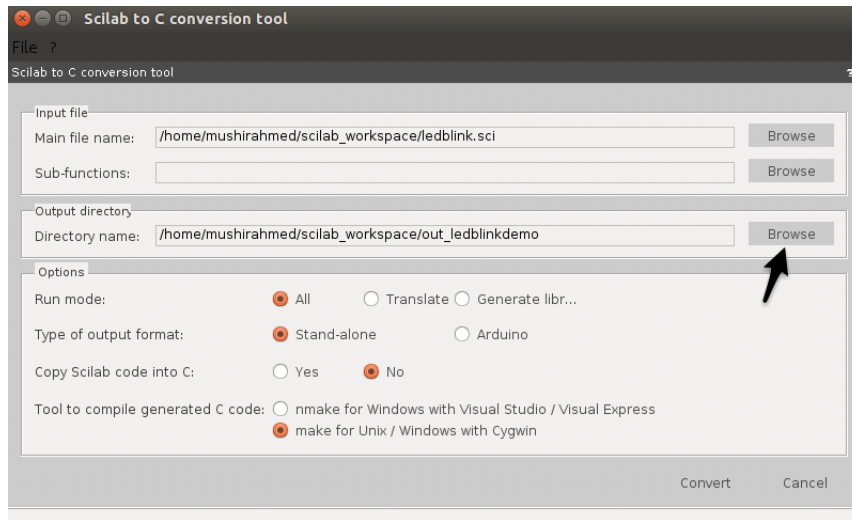 Scilab to C conversion tool
File ?
Scilab to C conversion tool ?
Input file
Main file name: /home/mushirahmed/scilab_workspace/ledblink.sci Browse
Sub-functions: Browse
Output directory
Directory name: /home/mushirahmed/scilab_workspace/out_ledblinkdemo Browse
Options
Run mode: All Translate Generate libr...
Type of output format: Stand-alone Arduino
Copy Scilab code into C: Yes No
Tool to compile generated C code: nmake for Windows with Visual Studio / Visual Express
make for Unix / Windows with Cygwin
Convert Cancel